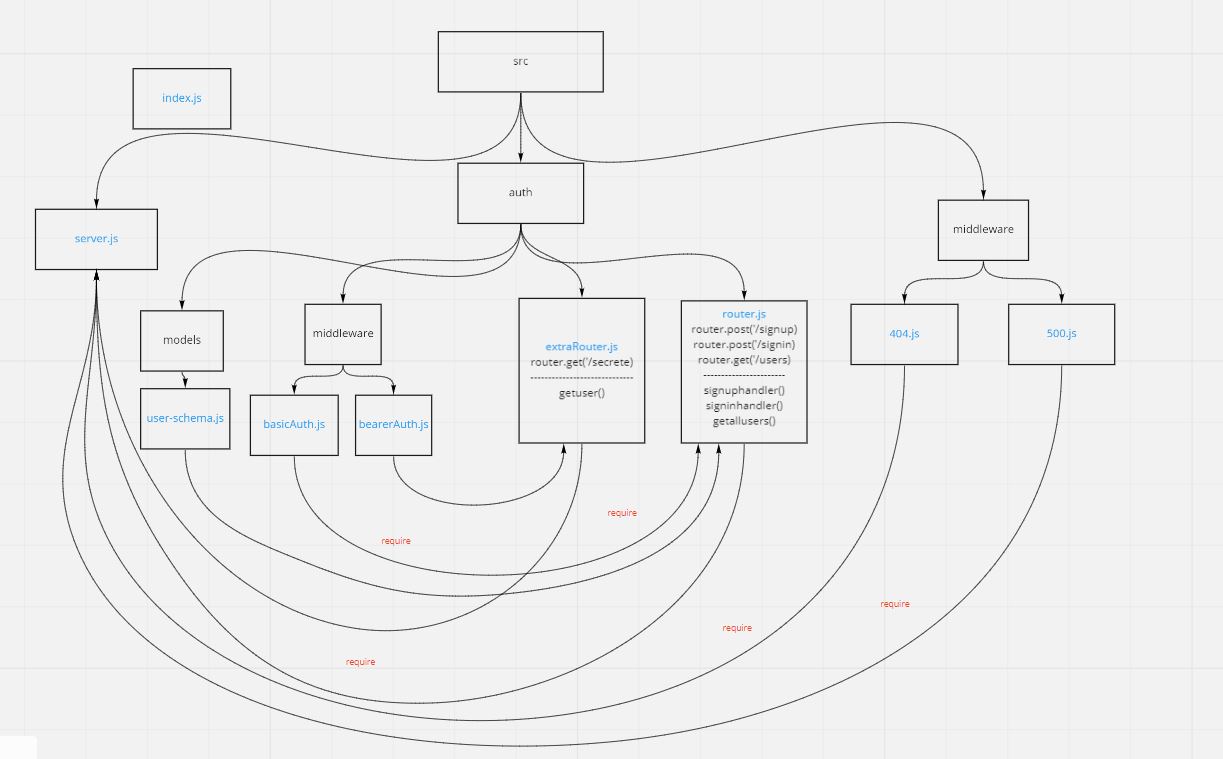 src
index.js
auth
server.js
middleware
models
middleware
extraRouter.js
router.get('/secrete)
--------------------------
getuser()
router.js
router.post('/signup)
router.post('/signin)
router.get('/users)
---------------------
signuphandler()
signinhandler()
getallusers()
404.js
500.js
user-schema.js
basicAuth.js
bearerAuth.js
require
require
require
require
require